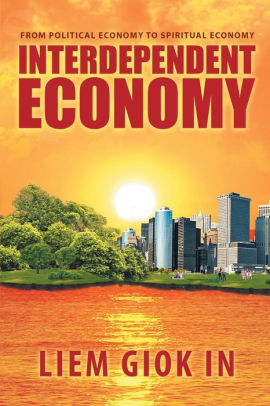 FROM POLITICAL ECONOMY TO SPIRITUAL ECONOMY
INTERDEPENDENT
ECONOMY
LIEM GIOK IN